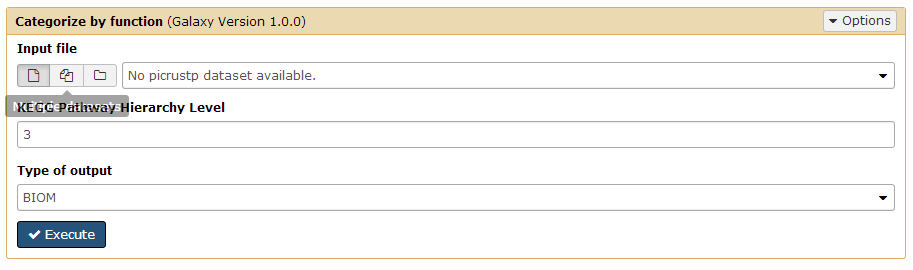 Categorize by function (Galaxy Version 1.0.0)
Options
Input file
No picrustp dataset available.
KEGG Pathway Hierarchy Level
3
Type of output
BIOM
Execute